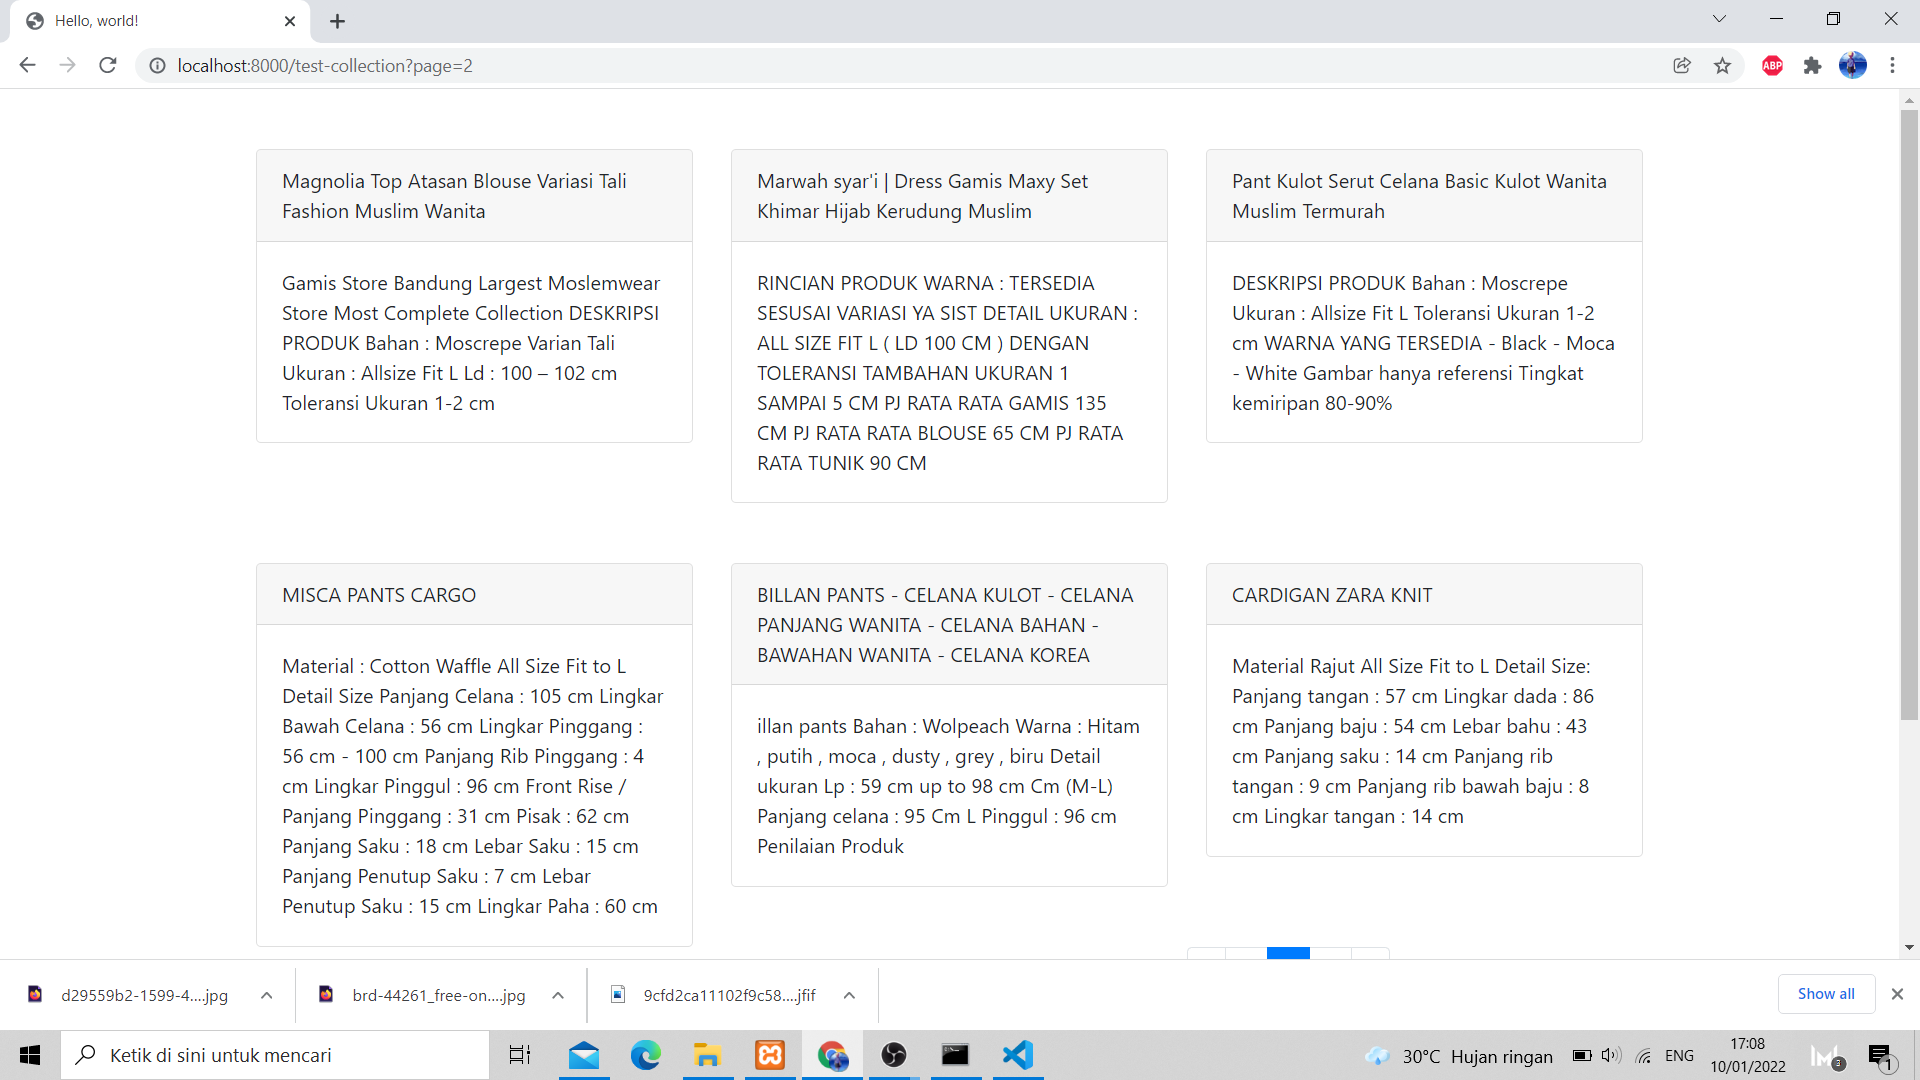 Hello, world!
localhost:8000/test-collection?page=2
ABP
Magnolia Top Atasan Blouse Variasi Tali
Fashion Muslim Wanita
Gamis Store Bandung Largest Moslemwear
Store Most Complete Collection DESKRIPSI
PRODUK Bahan : Moscrepe Varian Tali
Ukuran : Allsize Fit L Ld : 100 – 102 cm
Toleransi Ukuran 1-2 cm
Marwah syar'i | Dress Gamis Maxy Set
Khimar Hijab Kerudung Muslim
RINCIAN PRODUK WARNA : TERSEDIA
SESUSAI VARIASI YA SIST DETAIL UKURAN :
ALL SIZE FIT L ( LD 100 CM ) DENGAN
TOLERANSI TAMBAHAN UKURAN 1
SAMPAI 5 CM PJ RATA RATA GAMIS 135
CM PJ RATA RATA BLOUSE 65 CM PJ RATA
RATA TUNIK 90 CM
Pant Kulot Serut Celana Basic Kulot Wanita
Muslim Termurah
DESKRIPSI PRODUK Bahan : Moscrepe
Ukuran : Allsize Fit L Toleransi Ukuran 1-2
cm WARNA YANG TERSEDIA - Black - Moca
- White Gambar hanya referensi Tingkat
kemiripan 80-90%
MISCA PANTS CARGO
Material : Cotton Waffle All Size Fit to L
Detail Size Panjang Celana : 105 cm Lingkar
Bawah Celana : 56 cm Lingkar Pinggang :
56 cm - 100 cm Panjang Rib Pinggang : 4
cm Lingkar Pinggul : 96 cm Front Rise /
Panjang Pinggang : 31 cm Pisak : 62 cm
Panjang Saku : 18 cm Lebar Saku : 15 cm
Panjang Penutup Saku : 7 cm Lebar
Penutup Saku : 15 cm Lingkar Paha : 60 cm
BILLAN PANTS - CELANA KULOT - CELANA
PANJANG WANITA - CELANA BAHAN -
BAWAHAN WANITA - CELANA KOREA
illan pants Bahan : Wolpeach Warna : Hitam
, putih , moca , dusty , grey , biru Detail
ukuran Lp : 59 cm up to 98 cm Cm (M-L)
Panjang celana : 95 Cm L Pinggul : 96 cm
Penilaian Produk
CARDIGAN ZARA KNIT
Material Rajut All Size Fit to L Detail Size:
Panjang tangan : 57 cm Lingkar dada : 86
cm Panjang baju : 54 cm Lebar bahu : 43
cm Panjang saku : 14 cm Panjang rib
tangan : 9 cm Panjang rib bawah baju : 8
cm Lingkar tangan : 14 cm
d29559b2-1599-4....jpg
brd-44261_free-on....jpg
9cfd2ca11102f9c58....jfif
Show all
Ketik di sini untuk mencari
30°C Hujan ringan
ENG
17:08
10/01/2022
3
1